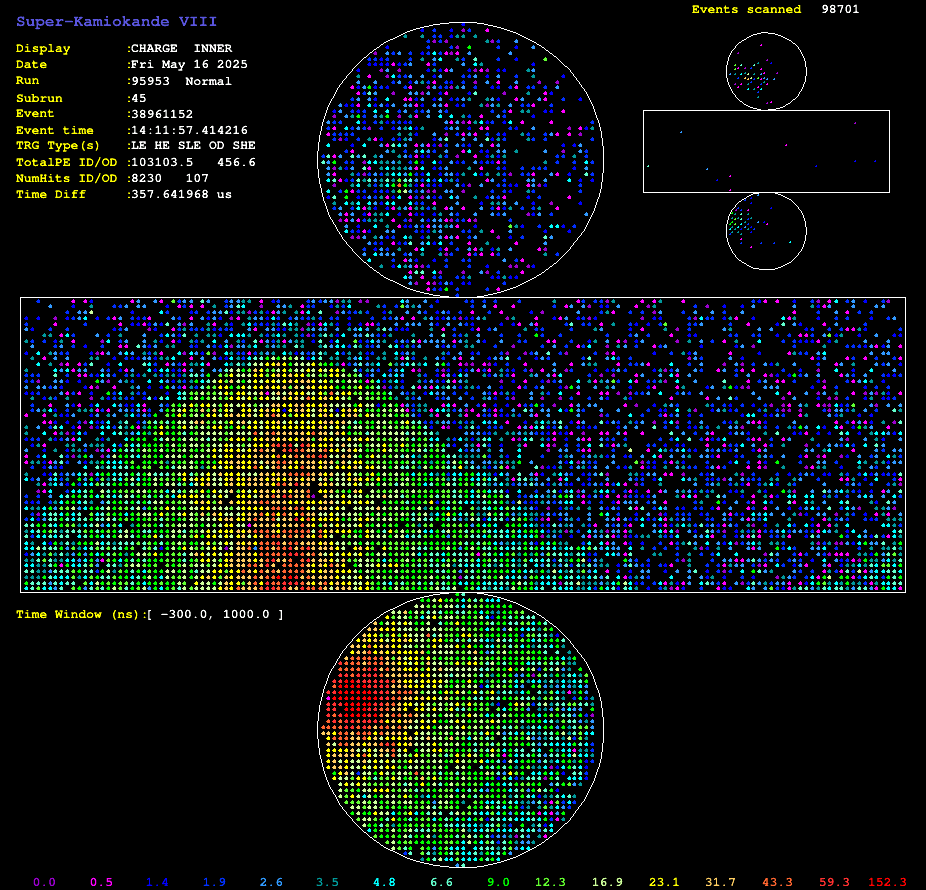 Events scanned 98701
Super-Kamiokande VIII
Display :CHARGE INNER
Date :Fri May 16 2025
Run :95953 Normal
Subrun :45
Event :38961152
Event time :14:11:57.414216
TRG Type(s) :LE HE SLE OD SHE
TotalPE ID/OD :103103.5 456.6
NumHits ID/OD :8230 107
Time Diff :357.641968 us
Time Window (ns):[ -300.0, 1000.0 ]
0.0 0.5 1.4 1.9 2.6 3.5 4.8 6.6 9.0 12.3 16.9 23.1 31.7 43.3 59.3 152.3